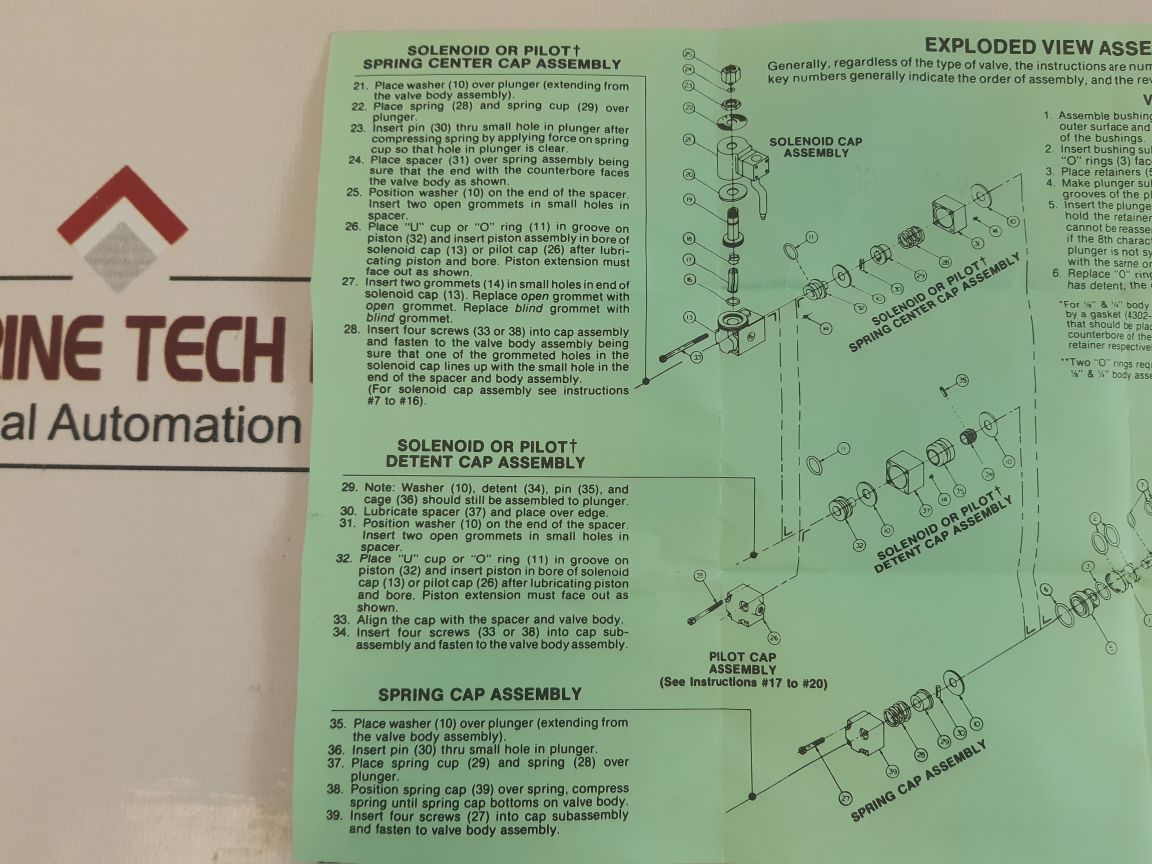 SOLENOID OR PILOT†
SPRING CENTER CAP ASSEMBLY
21. Place washer (10) over plunger (extending from
the valve body assembly).
22. Place spring (28) and spring cup (29) over
plunger.
23. Insert pin (30) thru small hole in plunger after
compressing spring by applying force on spring
cup so that hole in plunger is clear.
24. Place spacer (31) over spring assembly being
sure that the end with the counterbore faces
the valve body as shown.
25. Position washer (10) on the end of the spacer.
Insert two open grommets in small holes in
spacer.
26. Place "U" cup or "O" ring (11) in groove on
piston (32) and insert piston assembly in bore of
solenoid cap (13) or pilot cap (26) after lubri-
cating piston and bore. Piston extension must
face out as shown.
27. Insert two grommets (14) in small holes in end of
solenoid cap (13). Replace open grommet with
open grommet. Replace blind grommet with
blind grommet.
28. Insert four screws (33 or 38) into cap assembly
and fasten to the valve body assembly being
sure that one of the grommeted holes in the
solenoid cap lines up with the small hole in the
end of the spacer and body assembly.
(For solenoid cap assembly see instructions
#7 to #16).
SOLENOID OR PILOT†
DETENT CAP ASSEMBLY
29. Note: Washer (10), detent (34), pin (35), and
cage (36) should still be assembled to plunger.
30. Lubricate spacer (37) and place over edge.
31. Position washer (10) on the end of the spacer.
Insert two open grommets in small holes in
spacer.
32. Place "U" cup or "O" ring (11) in groove on
piston (32) and insert piston in bore of solenoid
cap (13) or pilot cap (26) after lubricating piston
and bore. Piston extension must face out as
shown.
33. Align the cap with the spacer and valve body.
34. Insert four screws (33 or 38) into cap sub-
assembly and fasten to the valve body assembly.
SPRING CAP ASSEMBLY
35. Place washer (10) over plunger (extending from
the valve body assembly).
36. Insert pin (30) thru small hole in plunger.
37. Place spring cup (29) and spring (28) over
plunger.
38. Position spring cap (39) over spring, compress
spring until spring cap bottoms on valve body.
39. Insert four screws (27) into cap subassembly
and fasten to valve body assembly.
EXPLODED VIEW ASSE
Generally, regardless of the type of valve, the instructions are num
key numbers generally indicate the order of assembly, and the rev
V
1. Assemble bushing
outer surface and
of the bushings.
2. Insert bushing sub
"O" rings (3) face
3. Place retainers (5
4. Make plunger sub
grooves of the pl
5. Insert the plunge
hold the retainer
cannot be reasse
if the 8th charact
plunger is not sy
with the same or
6. Replace "O" ring
has detent, the
*For ⅛" & ¼" body
by a gasket (4302-
that should be plac
counterbore of the
retainer respectivel
**Two "O" rings requ
⅛" & ¼" body asse
SOLENOID CAP
ASSEMBLY
SOLENOID OR PILOT†
SPRING CENTER CAP ASSEMBLY
SOLENOID OR PILOT†
DETENT CAP ASSEMBLY
PILOT CAP
ASSEMBLY
(See Instructions #17 to #20)
SPRING CAP ASSEMBLY
RINE TECH
al Automation